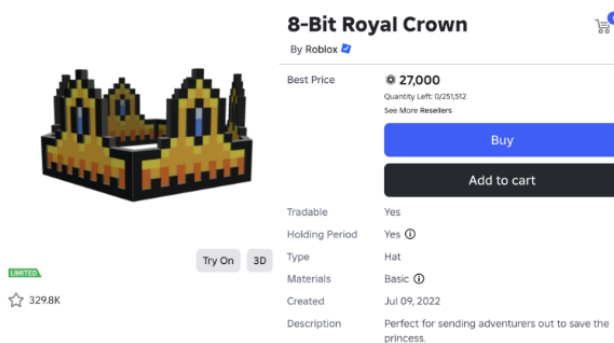 8-Bit Royal Crown
By Roblox
Best Price
27,000
Quantity Left: 0/251,512
See More Resellers
Buy
Add to cart
Tradable Yes
Holding Period Yes
Type Hat
Materials Basic
Created Jul 09, 2022
Description Perfect for sending adventurers out to save the
princess.
Try On 3D
LIMITED
329.8K